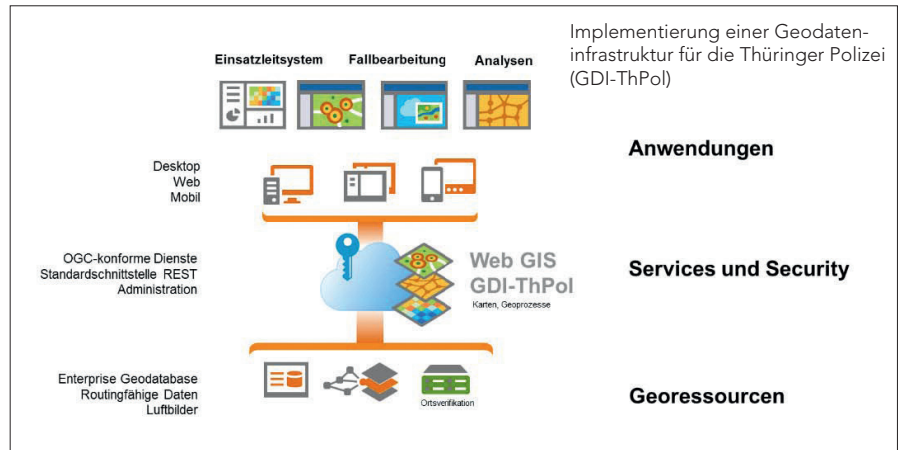 Implementierung einer Geodaten-
infrastruktur für die Thüringer Polizei
(GDI-ThPol)
Einsatzleitsystem Fallbearbeitung Analysen
Anwendungen
Desktop
Web
Mobil
OGC-konforme Dienste
Standardschnittstelle REST
Administration
Web GIS
GDI-ThPol
Karten, Geoprozesse
Services und Security
Enterprise Geodatabase
Routingfähige Daten
Luftbilder
Ortsverifikation
Georessourcen